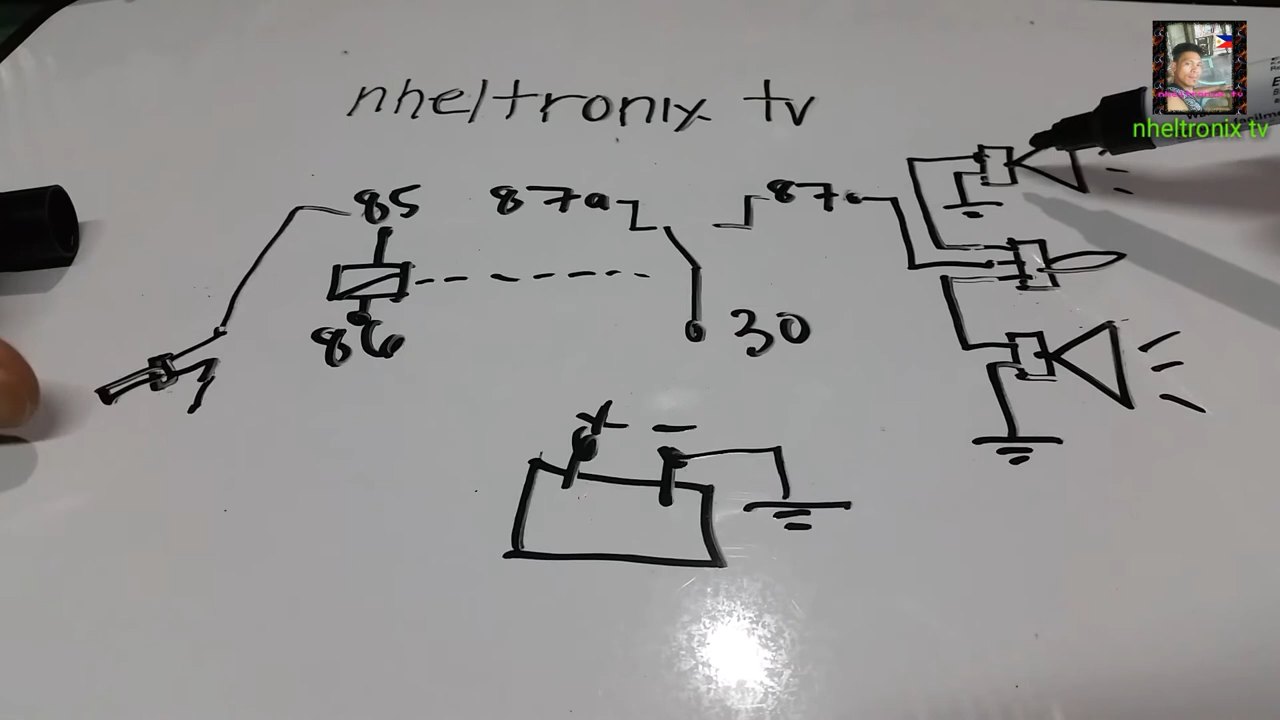 nheltronix tv
nheltronix tv
85 87a 87
86
30
+ -